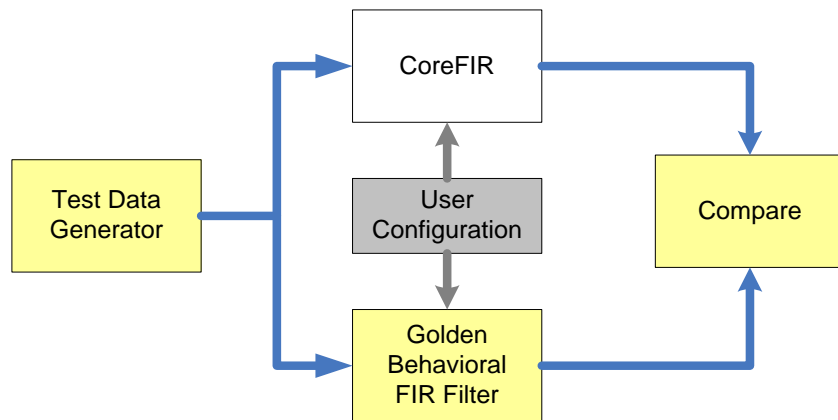 CoreFIR
Test Data
Generator
User
Configuration
Compare
Golden
Behavioral
FIR Filter